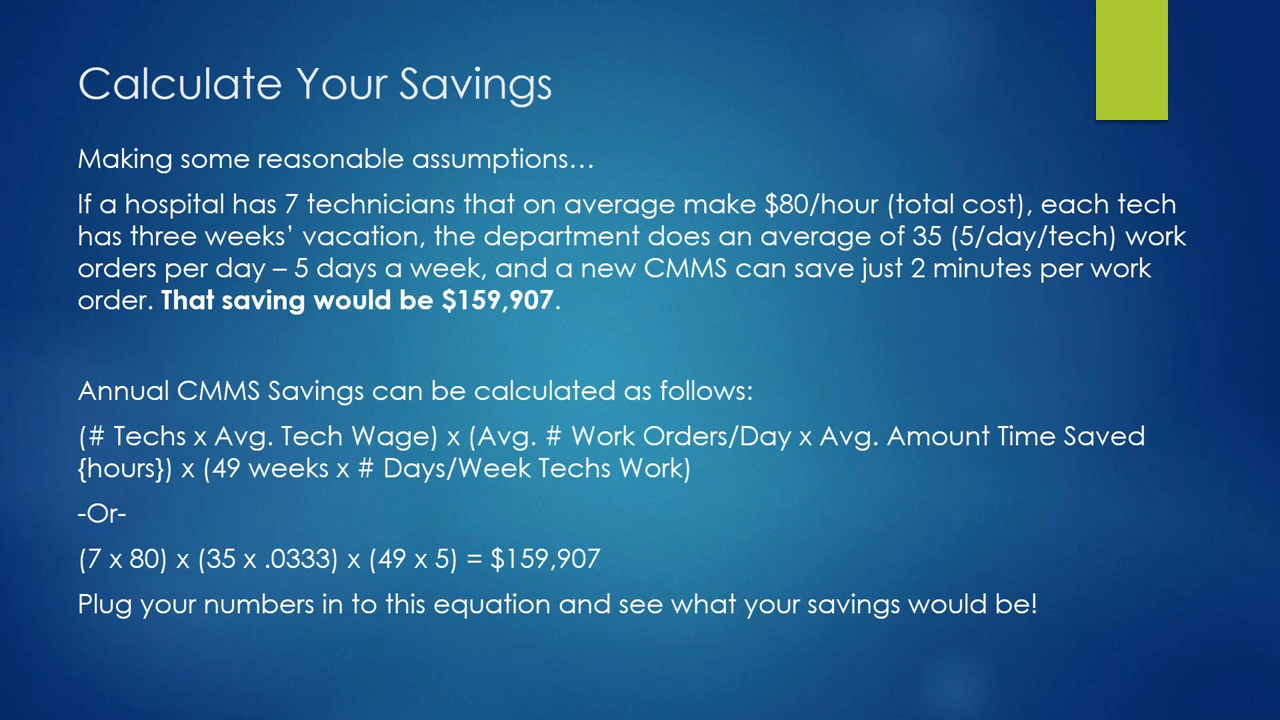 Calculate Your Savings
Making some reasonable assumptions…
If a hospital has 7 technicians that on average make $80/hour (total cost), each tech
has three weeks’ vacation, the department does an average of 35 (5/day/tech) work
orders per day – 5 days a week, and a new CMMS can save just 2 minutes per work
order. That saving would be $159,907.
Annual CMMS Savings can be calculated as follows:
(# Techs x Avg. Tech Wage) x (Avg. # Work Orders/Day x Avg. Amount Time Saved
{hours}) x (49 weeks x # Days/Week Techs Work)
-Or-
(7 x 80) x (35 x .0333) x (49 x 5) = $159,907
Plug your numbers in to this equation and see what your savings would be!